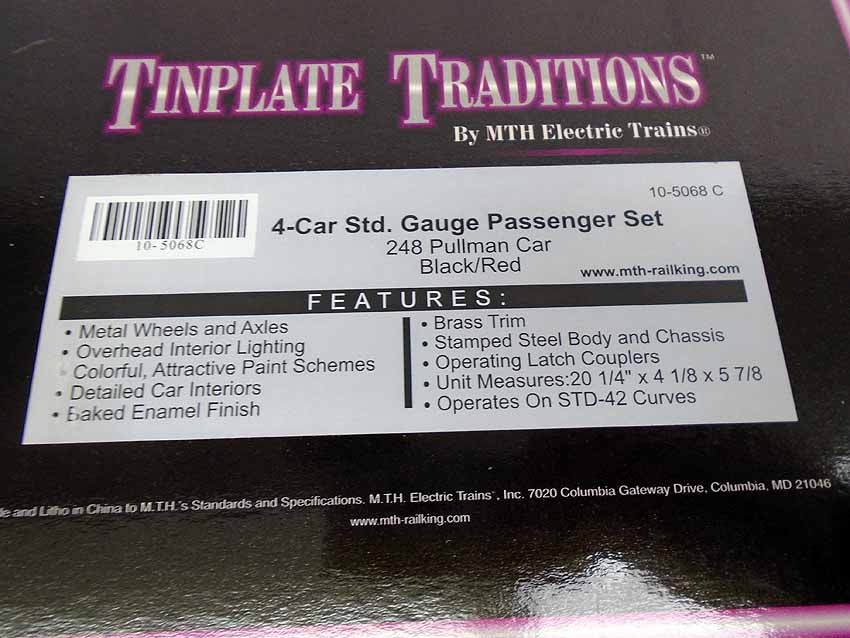 TINPLATE TRADITIONS™
By MTH Electric Trains®
10-5068 C
10-5068C
4-Car Std. Gauge Passenger Set
248 Pullman Car
Black/Red
www.mth-railking.com
FEATURES:
• Metal Wheels and Axles
• Overhead Interior Lighting
• Colorful, Attractive Paint Schemes
• Detailed Car Interiors
• Baked Enamel Finish
• Brass Trim
• Stamped Steel Body and Chassis
• Operating Latch Couplers
• Unit Measures:20 1/4" x 4 1/8 x 5 7/8
• Operates On STD-42 Curves
and Litho in China to M.T.H.'s Standards and Specifications. M.T.H. Electric Trains, Inc. 7020 Columbia Gateway Drive, Columbia, MD 21046
www.mth-railking.com